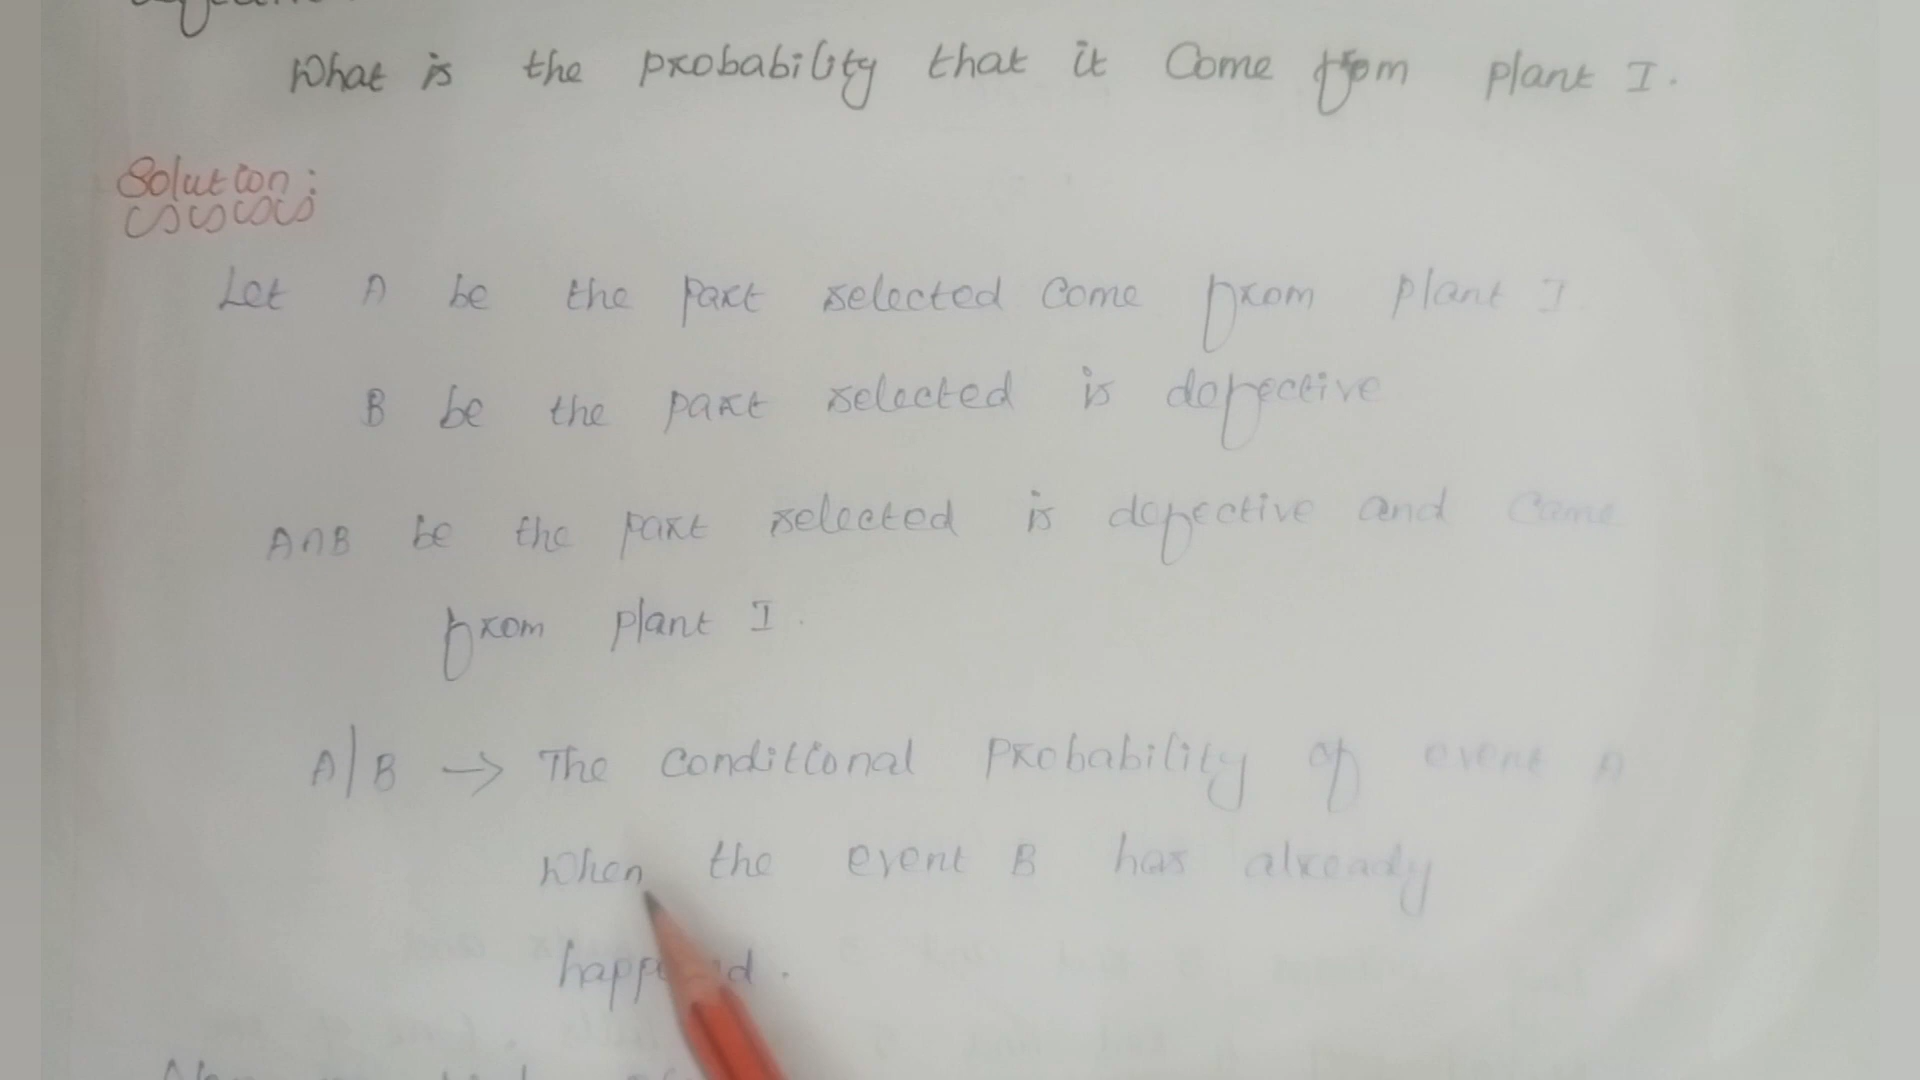 What is the probability that it Come from plant I.
Solution:
Let A be the part selected come from plant I
B be the part selected is defective
A∩B be the part selected is defective and Came
from plant I.
A|B → The conditional probability of event A
When the event B has already
happened.